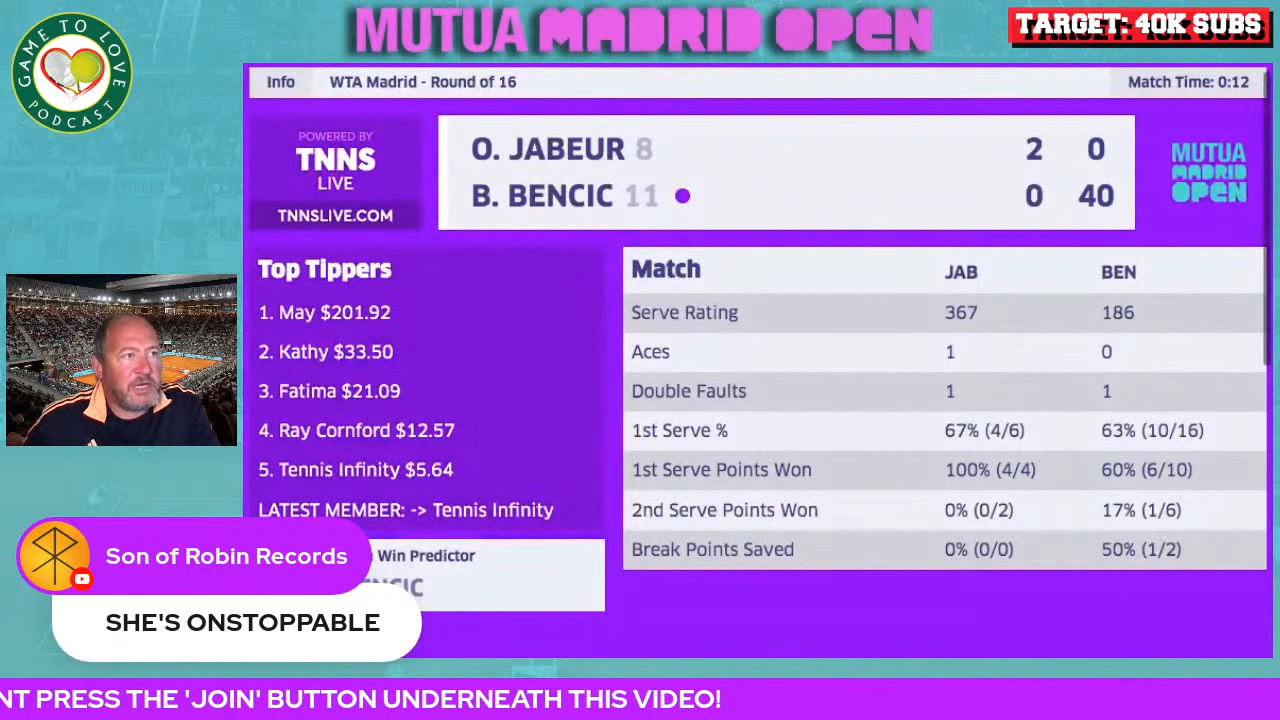 GAME TO LOVE
PODCAST
MUTUA MADRID OPEN
TARGET: 40K SUBS
Info
WTA Madrid - Round of 16
Match Time: 0:12
POWERED BY
TNNS
LIVE
TNNSLIVE.COM
O. JABEUR 8 2 0
B. BENCIC 11 0 40
MUTUA
MADRID
OPEN
Top Tippers
1. May $201.92
2. Kathy $33.50
3. Fatima $21.09
4. Ray Cornford $12.57
5. Tennis Infinity $5.64
LATEST MEMBER: -> Tennis Infinity
Match JAB BEN
Serve Rating 367 186
Aces 1 0
Double Faults 1 1
1st Serve % 67% (4/6) 63% (10/16)
1st Serve Points Won 100% (4/4) 60% (6/10)
2nd Serve Points Won 0% (0/2) 17% (1/6)
Break Points Saved 0% (0/0) 50% (1/2)
Win Predictor
Son of Robin Records
SHE'S ONSTOPPABLE
NT PRESS THE 'JOIN' BUTTON UNDERNEATH THIS VIDEO!